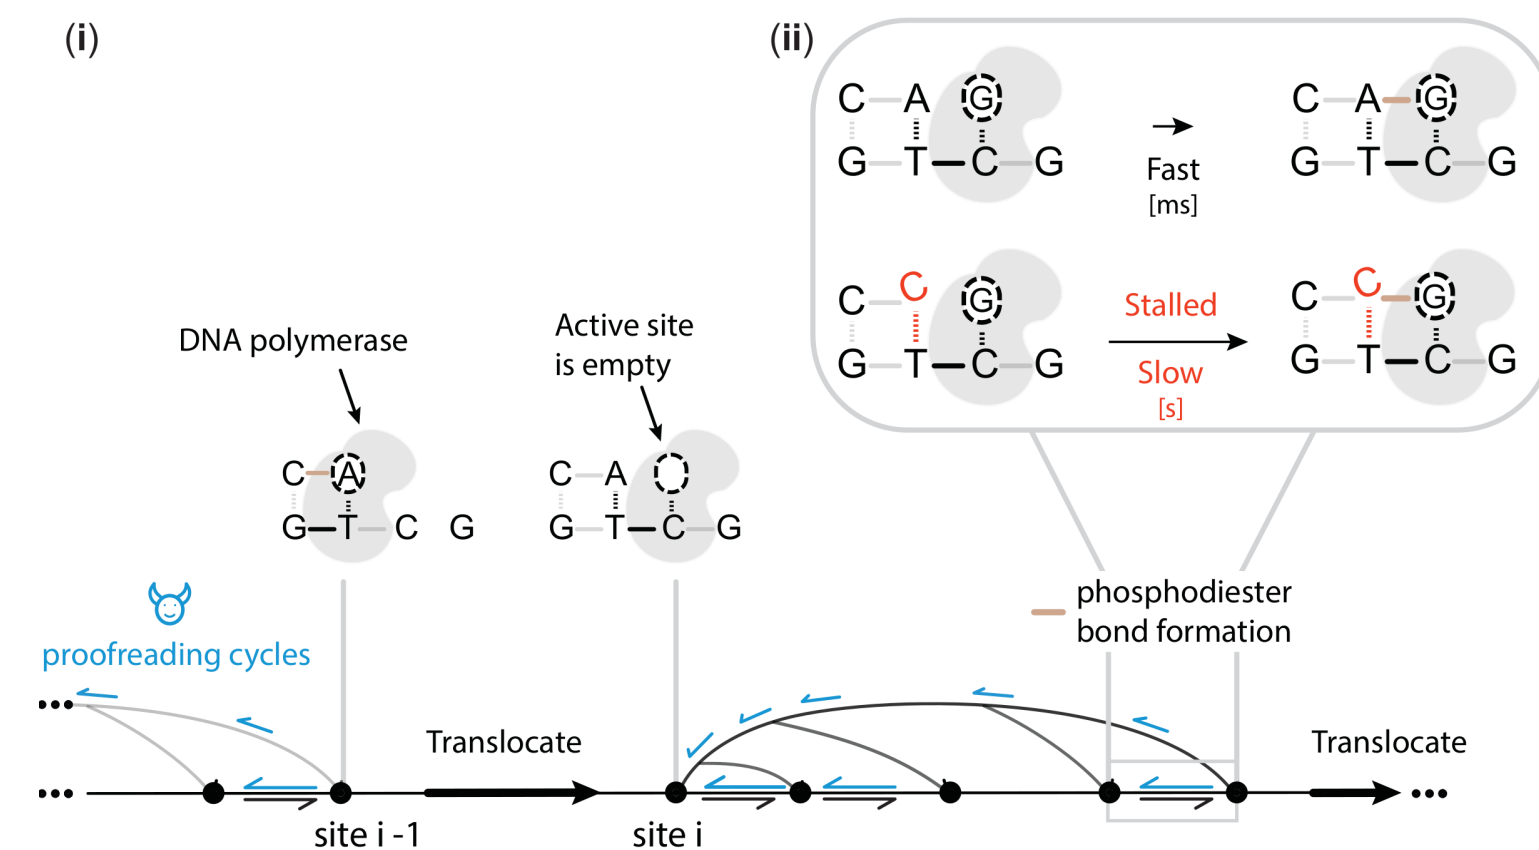 (i)
(ii)
C A G
G T C G
Fast
[ms]
C A G
G T C G
C C G
G T C G
Stalled
Slow
[s]
C C G
G T C G
DNA polymerase
Active site
is empty
C A
G T C G
C A
G T C G
proofreading cycles
phosphodiester
bond formation
Translocate
Translocate
site i -1
site i